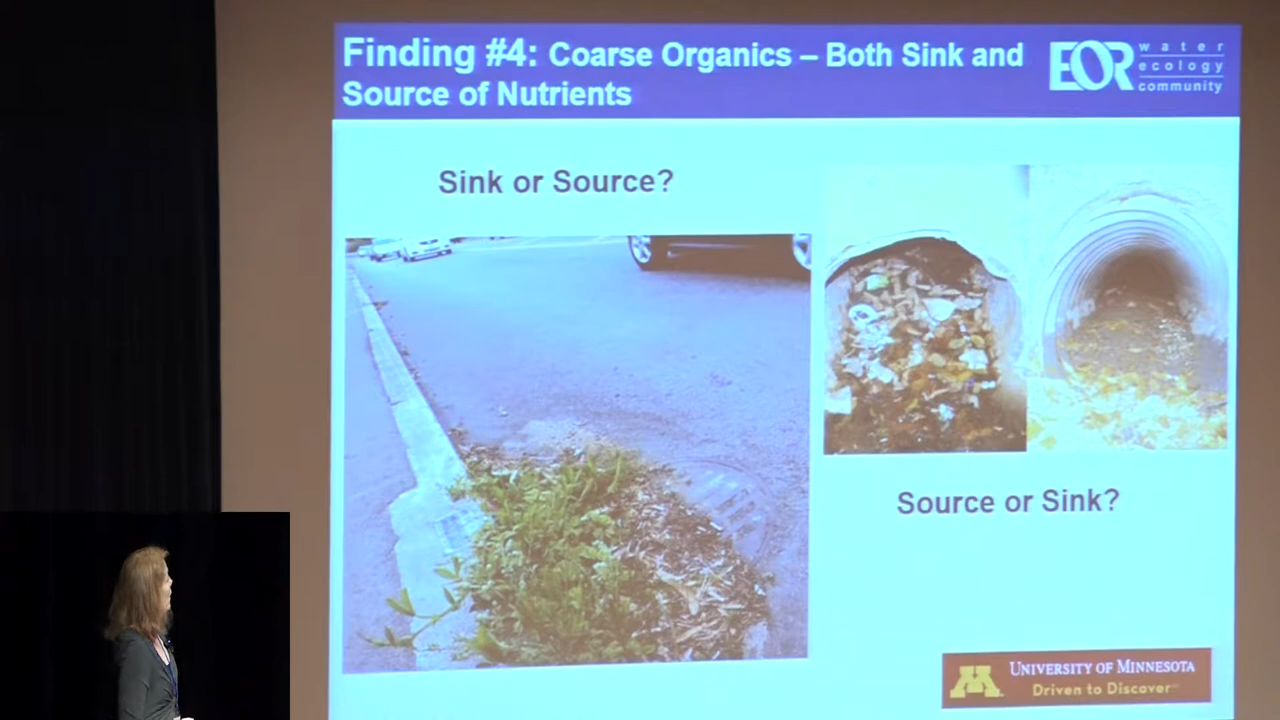 Finding #4: Coarse Organics – Both Sink and
Source of Nutrients
EOR
water
ecology
community
Sink or Source?
Source or Sink?
M
UNIVERSITY OF MINNESOTA
Driven to Discover